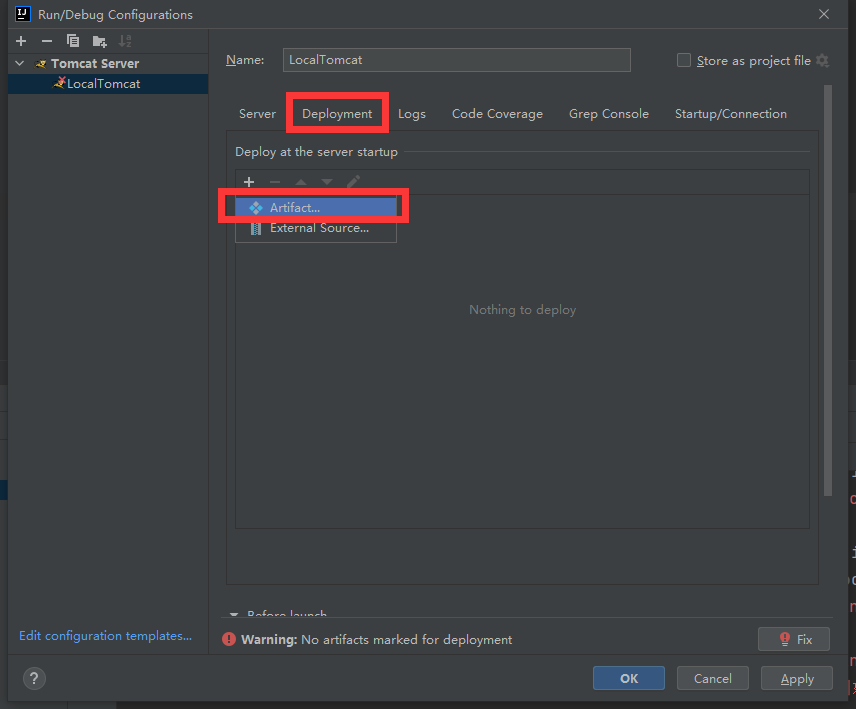 Run/Debug Configurations
Tomcat Server
LocalTomcat
Name:
LocalTomcat
Store as project file
Server
Deployment
Logs
Code Coverage
Grep Console
Startup/Connection
Deploy at the server startup
Artifact...
External Source...
Nothing to deploy
Before launch
Edit configuration templates...
Warning: No artifacts marked for deployment
Fix
?
OK
Cancel
Apply